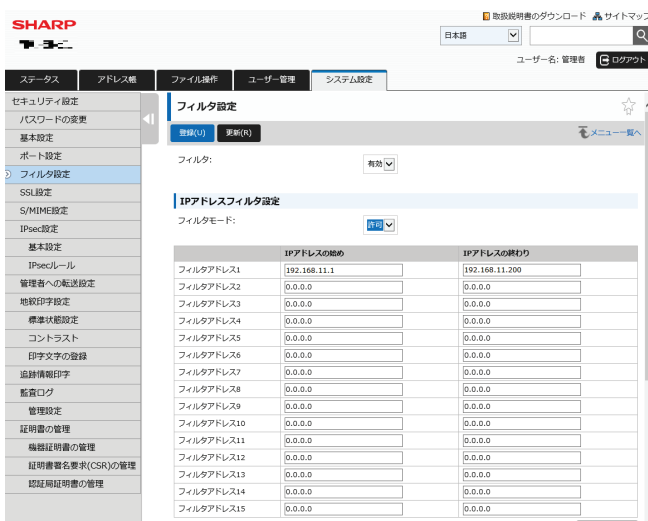 SHARP
取扱説明書のダウンロード サイトマップ
日本語
ユーザー名: 管理者 ログアウト
ステータス アドレス帳 ファイル操作 ユーザー管理 システム設定
セキュリティ設定
パスワードの変更
基本設定
ポート設定
フィルタ設定
SSL設定
S/MIME設定
IPsec設定
基本設定
IPsecルール
管理者への転送設定
地紋印字設定
標準状態設定
コントラスト
印字文字の登録
追跡情報印字
監査ログ
管理設定
証明書の管理
機器証明書の管理
証明書署名要求(CSR)の管理
認証局証明書の管理
フィルタ設定
登録(U) 更新(R) メニュー一覧へ
フィルタ: 有効
IPアドレスフィルタ設定
フィルタモード: 許可
IPアドレスの始め IPアドレスの終わり
フィルタアドレス1 192.168.11.1 192.168.11.200
フィルタアドレス2 0.0.0.0 0.0.0.0
フィルタアドレス3 0.0.0.0 0.0.0.0
フィルタアドレス4 0.0.0.0 0.0.0.0
フィルタアドレス5 0.0.0.0 0.0.0.0
フィルタアドレス6 0.0.0.0 0.0.0.0
フィルタアドレス7 0.0.0.0 0.0.0.0
フィルタアドレス8 0.0.0.0 0.0.0.0
フィルタアドレス9 0.0.0.0 0.0.0.0
フィルタアドレス10 0.0.0.0 0.0.0.0
フィルタアドレス11 0.0.0.0 0.0.0.0
フィルタアドレス12 0.0.0.0 0.0.0.0
フィルタアドレス13 0.0.0.0 0.0.0.0
フィルタアドレス14 0.0.0.0 0.0.0.0
フィルタアドレス15 0.0.0.0 0.0.0.0